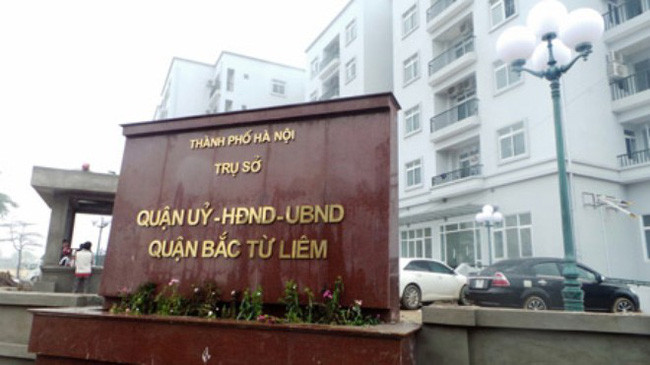 THÀNH PHỐ HÀ NỘI
TRỤ SỞ
QUẬN UỶ-HĐND-UBND
QUẬN BẮC TỪ LIÊM